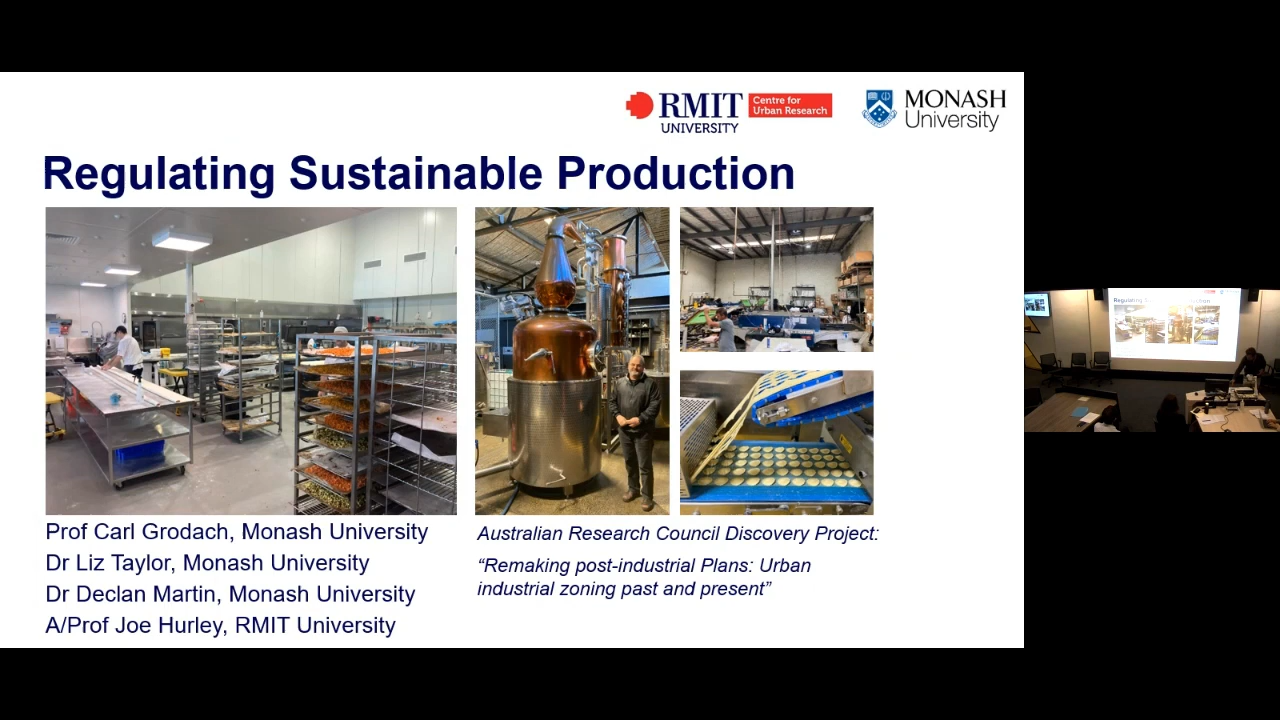 RMIT
UNIVERSITY
Centre for
Urban Research
MONASH
University
Regulating Sustainable Production
Prof Carl Grodach, Monash University
Dr Liz Taylor, Monash University
Dr Declan Martin, Monash University
A/Prof Joe Hurley, RMIT University
Australian Research Council Discovery Project:
“Remaking post-industrial Plans: Urban
industrial zoning past and present”